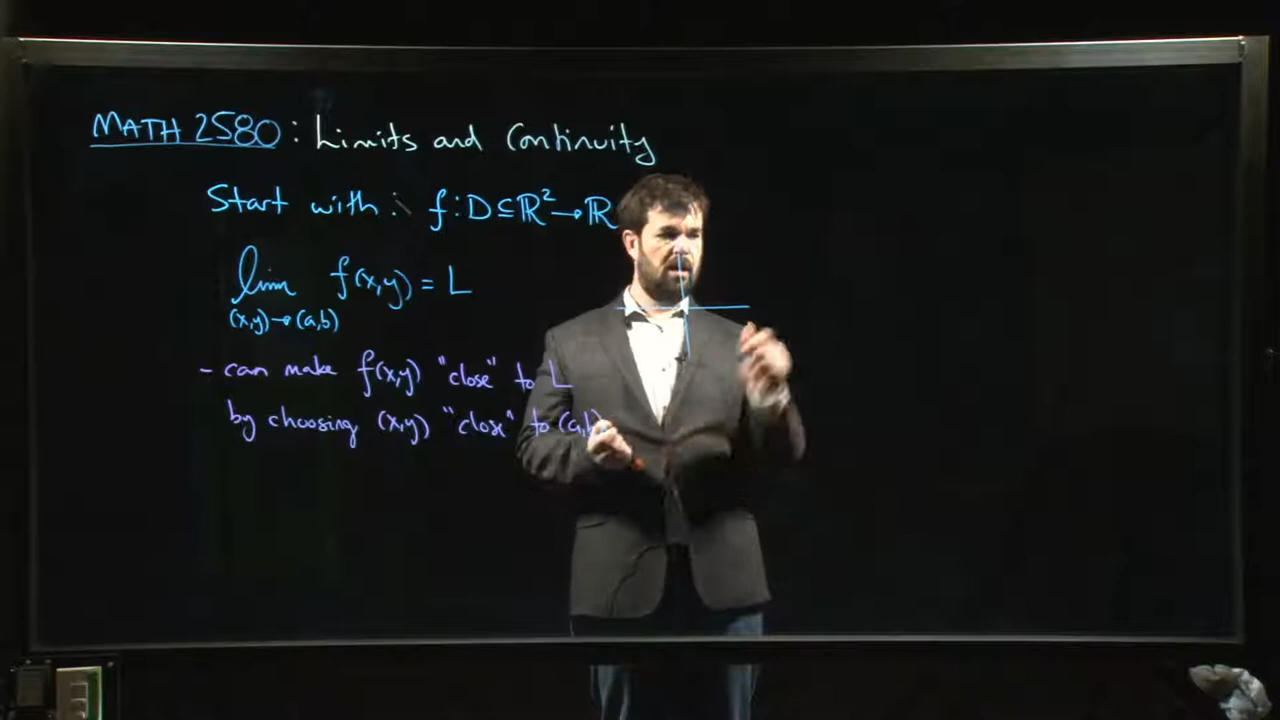 MATH 2580: Limits and Continuity
Start with: f: D ⊆ ℝ² → ℝ
lim f(x,y) = L
(x,y)→(a,b)
- can make f(x,y) "close" to L
by choosing (x,y) "close" to (a,b)